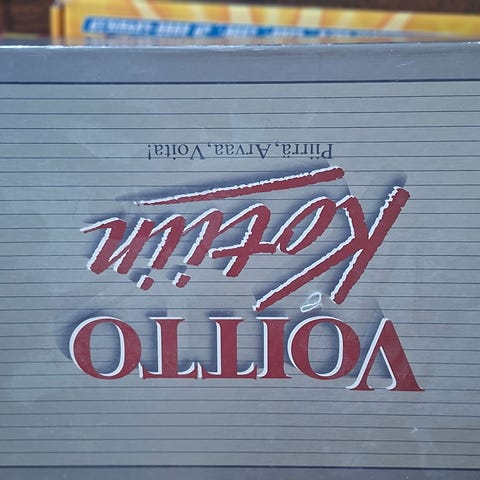 VOITTO
Kotiin
Piirrä, Arvaa, Voita!